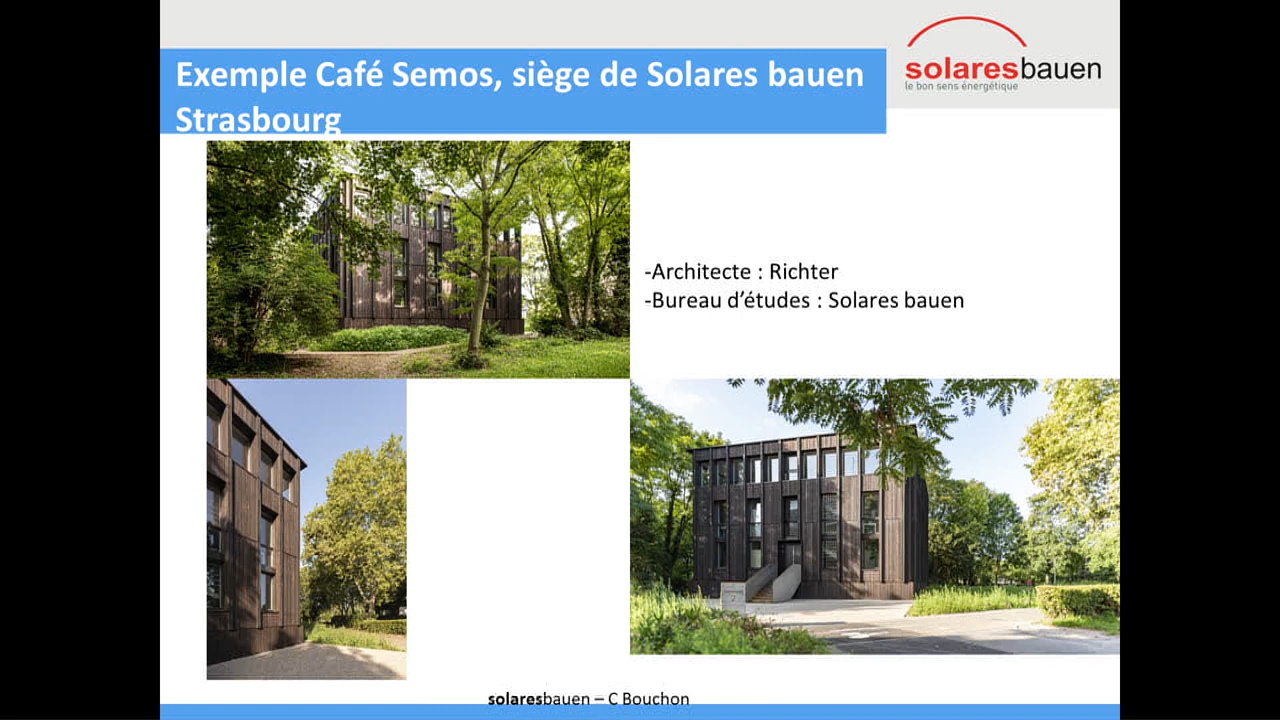 Exemple Café Semos, siège de Solares bauen
Strasbourg
solaresbauen
le bon sens énergétique
-Architecte : Richter
-Bureau d’études : Solares bauen
solaresbauen – C Bouchon